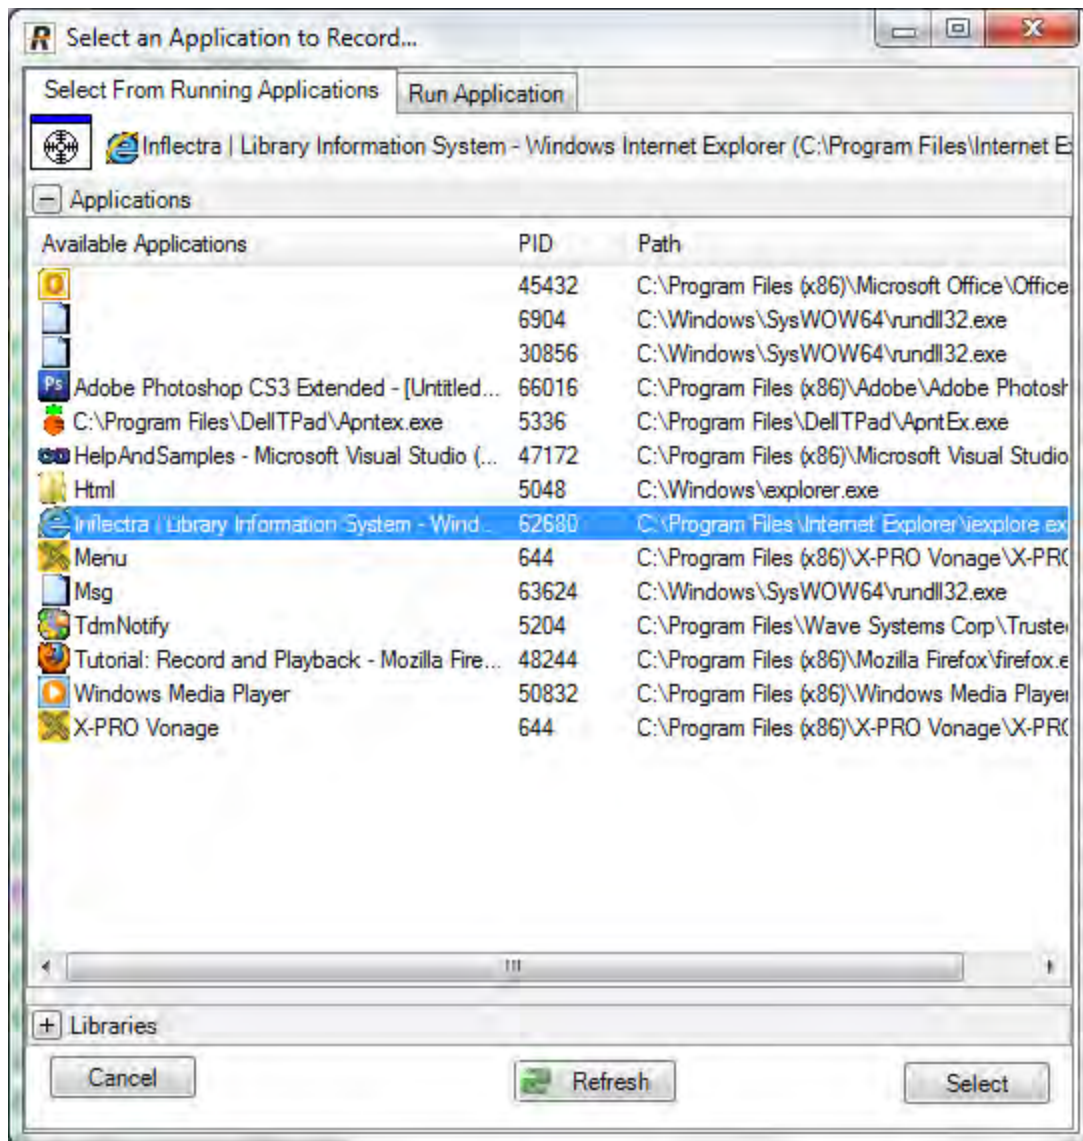 R Select an Application to Record...
Select From Running Applications Run Application
Inflectra | Library Information System - Windows Internet Explorer (C:\Program Files\Internet E
Applications
Available Applications PID Path
45432 C:\Program Files (x86)\Microsoft Office\Office
6904 C:\Windows\SysWOW64\rundll32.exe
30856 C:\Windows\SysWOW64\rundll32.exe
Ps Adobe Photoshop CS3 Extended - [Untitled... 66016 C:\Program Files (x86)\Adobe\Adobe Photosh
C:\Program Files\DellTPad\Apntex.exe 5336 C:\Program Files\DellTPad\ApntEx.exe
HelpAndSamples - Microsoft Visual Studio (... 47172 C:\Program Files (x86)\Microsoft Visual Studio
Html 5048 C:\Windows\explorer.exe
Inflectra | Library Information System - Wind... 62680 C:\Program Files\Internet Explorer\iexplore.ex
Menu 644 C:\Program Files (x86)\X-PRO Vonage\X-PRO
Msg 63624 C:\Windows\SysWOW64\rundll32.exe
TdmNotify 5204 C:\Program Files\Wave Systems Corp\Truste
Tutorial: Record and Playback - Mozilla Fire... 48244 C:\Program Files (x86)\Mozilla Firefox\firefox.e
Windows Media Player 50832 C:\Program Files (x86)\Windows Media Player
X-PRO Vonage 644 C:\Program Files (x86)\X-PRO Vonage\X-PRO
Libraries
Cancel Refresh Select